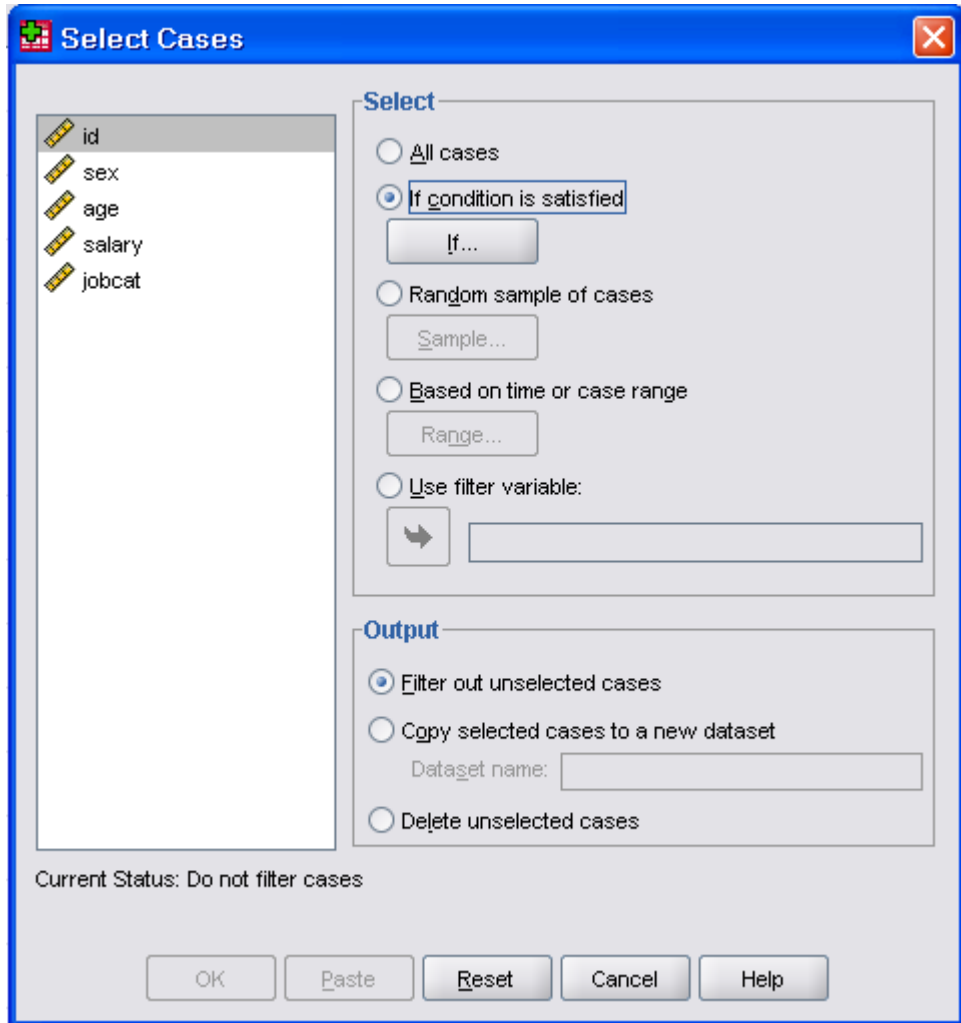 Select Cases
id
sex
age
salary
jobcat
Select
All cases
If condition is satisfied
If...
Random sample of cases
Sample...
Based on time or case range
Range...
Use filter variable:
Output
Filter out unselected cases
Copy selected cases to a new dataset
Dataset name:
Delete unselected cases
Current Status: Do not filter cases
OK Paste Reset Cancel Help